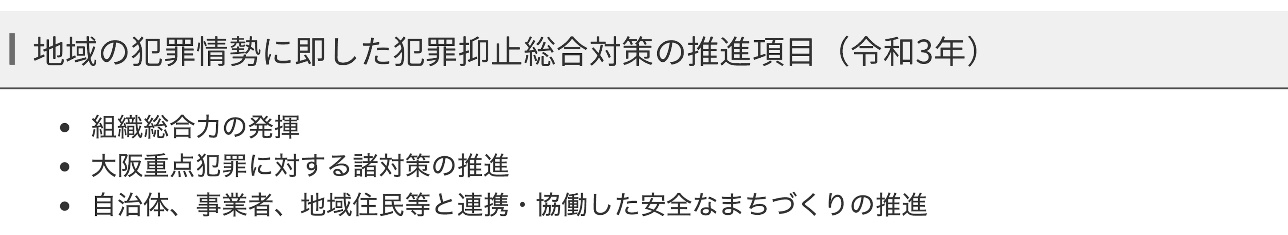 地域の犯罪情勢に即した犯罪抑止総合対策の推進項目（令和3年）
• 組織総合力の発揮
• 大阪重点犯罪に対する諸対策の推進
• 自治体、事業者、地域住民等と連携・協働した安全なまちづくりの推進